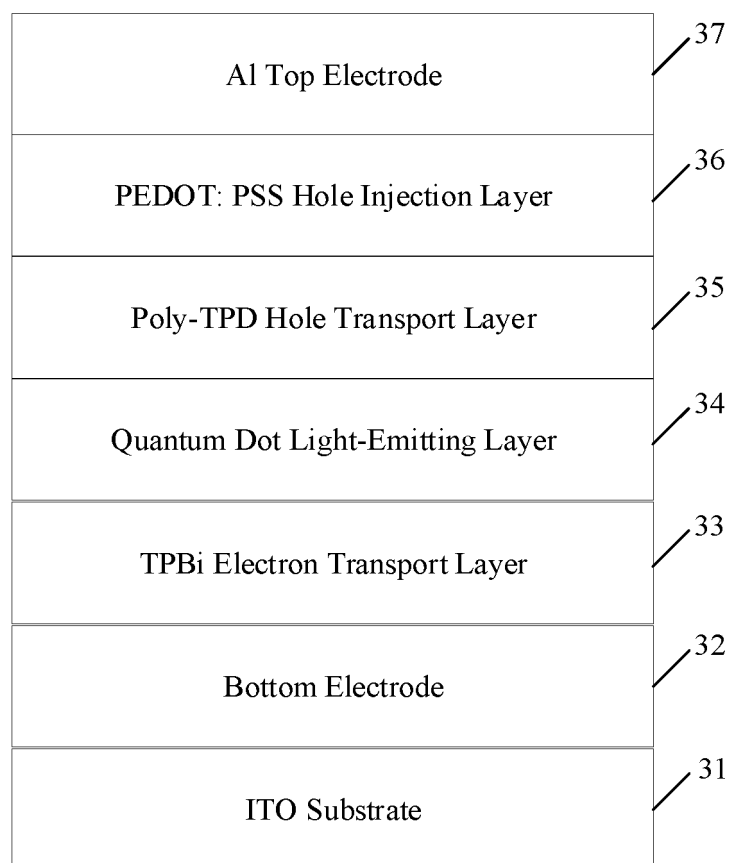 37
Al Top Electrode
36
PEDOT: PSS Hole Injection Layer
35
Poly-TPD Hole Transport Layer
34
Quantum Dot Light-Emitting Layer
33
TPBi Electron Transport Layer
32
Bottom Electrode
31
ITO Substrate